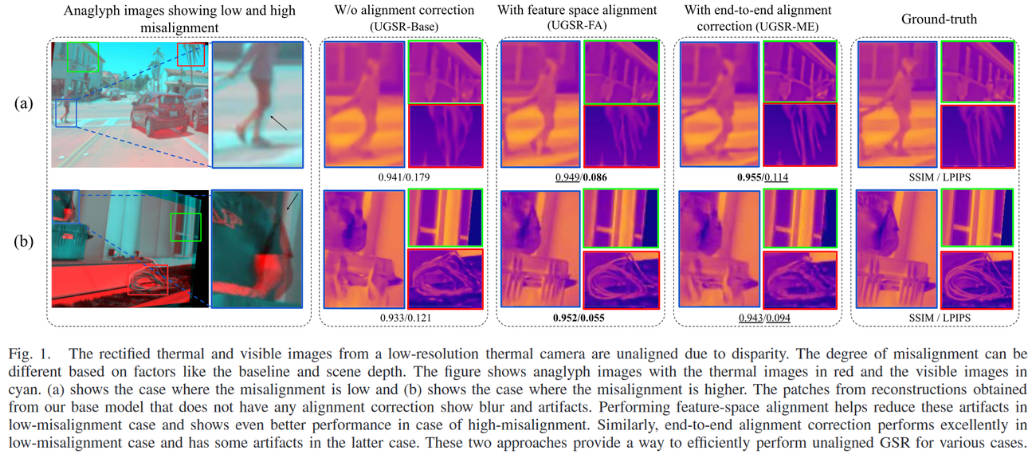 Anaglyph images showing low and high
misalignment
W/o alignment correction
(UGSR-Base)
With feature space alignment
(UGSR-FA)
With end-to-end alignment
correction (UGSR-ME)
Ground-truth
(a)
0.941/0.179
0.949/0.086
0.955/0.114
SSIM / LPIPS
(b)
0.933/0.121
0.952/0.055
0.943/0.094
SSIM / LPIPS
Fig. 1. The rectified thermal and visible images from a low-resolution thermal camera are unaligned due to disparity. The degree of misalignment can be
different based on factors like the baseline and scene depth. The figure shows anaglyph images with the thermal images in red and the visible images in
cyan. (a) shows the case where the misalignment is low and (b) shows the case where the misalignment is higher. The patches from reconstructions obtained
from our base model that does not have any alignment correction show blur and artifacts. Performing feature-space alignment helps reduce these artifacts in
low-misalignment case and shows even better performance in case of high-misalignment. Similarly, end-to-end alignment correction performs excellently in
low-misalignment case and has some artifacts in the latter case. These two approaches provide a way to efficiently perform unaligned GSR for various cases.